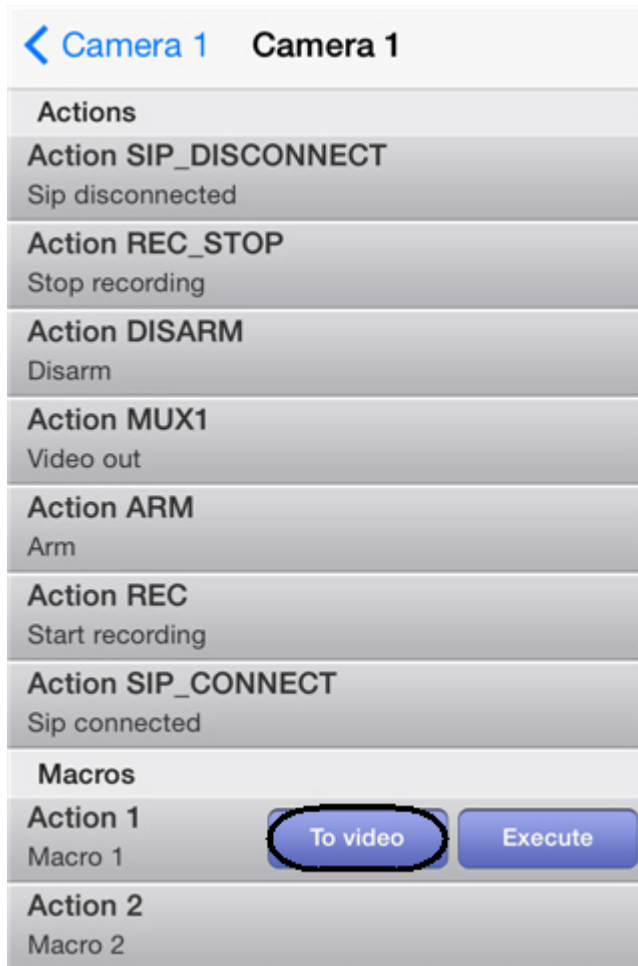 Camera 1 Camera 1
Actions
Action SIP_DISCONNECT
Sip disconnected
Action REC_STOP
Stop recording
Action DISARM
Disarm
Action MUX1
Video out
Action ARM
Arm
Action REC
Start recording
Action SIP_CONNECT
Sip connected
Macros
Action 1
Macro 1
To video Execute
Action 2
Macro 2